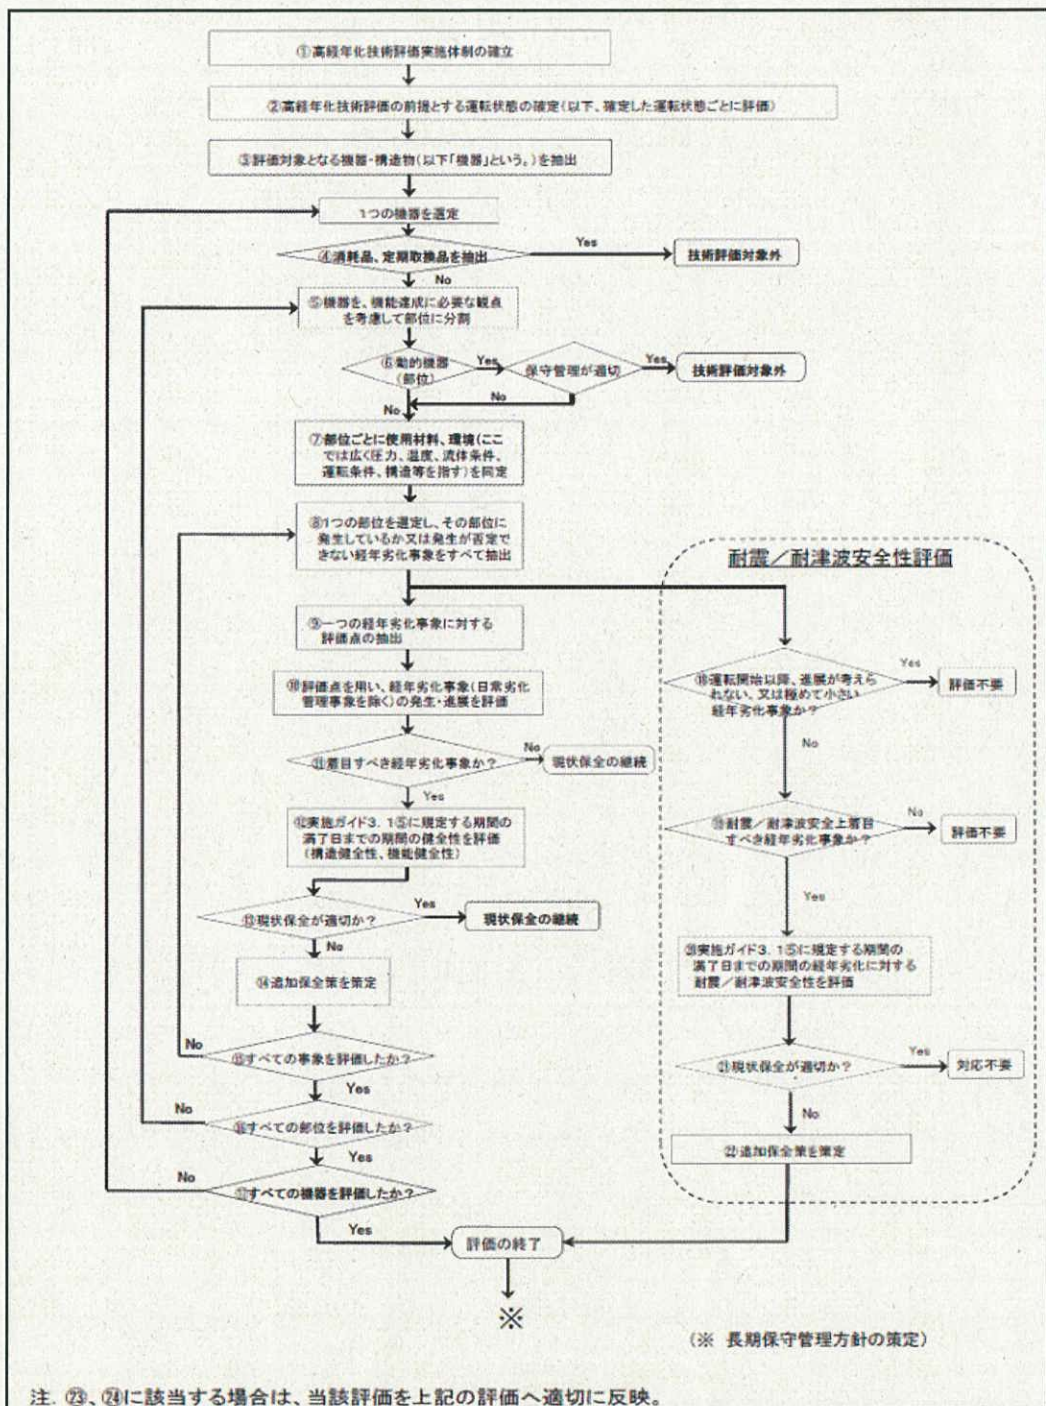 ①高経年化技術評価実施体制の確立
②高経年化技術評価の前提とする運転状態の確定(以下、確定した運転状態ごとに評価)
③評価対象となる機器・構造物(以下「機器」という。)を抽出
1つの機器を選定
④消耗品、定期取換品を抽出
Yes
技術評価対象外
No
⑤機器を、機能達成に必要な観点
を考慮して部位に分割
⑥動的機器
(部位)
Yes
保守管理が適切
Yes
技術評価対象外
No
No
⑦部位ごとに使用材料、環境(ここ
では広く圧力、温度、流体条件、
運転条件、構造等を指す)を同定
⑧1つの部位を選定し、その部位に
発生しているか又は発生が否定で
きない経年劣化事象をすべて抽出
⑨一つの経年劣化事象に対する
評価点の抽出
⑩評価点を用い、経年劣化事象(日常劣化
管理事象を除く)の発生・進展を評価
⑪着目すべき経年劣化事象か?
No
現状保全の継続
Yes
⑫実施ガイド3.1⑤に規定する期間の
満了日までの期間の健全性を評価
(構造健全性、機能健全性)
⑬現状保全が適切か?
Yes
現状保全の継続
No
⑭追加保全策を策定
No
⑮すべての事象を評価したか?
Yes
No
⑯すべての部位を評価したか?
Yes
No
⑰すべての機器を評価したか?
Yes
評価の終了
※
耐震/耐津波安全性評価
⑱運転開始以降、進展が考えら
れない、又は極めて小さい
経年劣化事象か?
Yes
評価不要
No
⑲耐震/耐津波安全上着目
すべき経年劣化事象か?
No
評価不要
Yes
⑳実施ガイド3.1⑤に規定する期間の
満了日までの期間の経年劣化に対する
耐震/耐津波安全性を評価
㉑現状保全が適切か?
Yes
対応不要
No
㉒追加保全策を策定
(※ 長期保守管理方針の策定)
注. ㉓、㉔に該当する場合は、当該評価を上記の評価へ適切に反映。